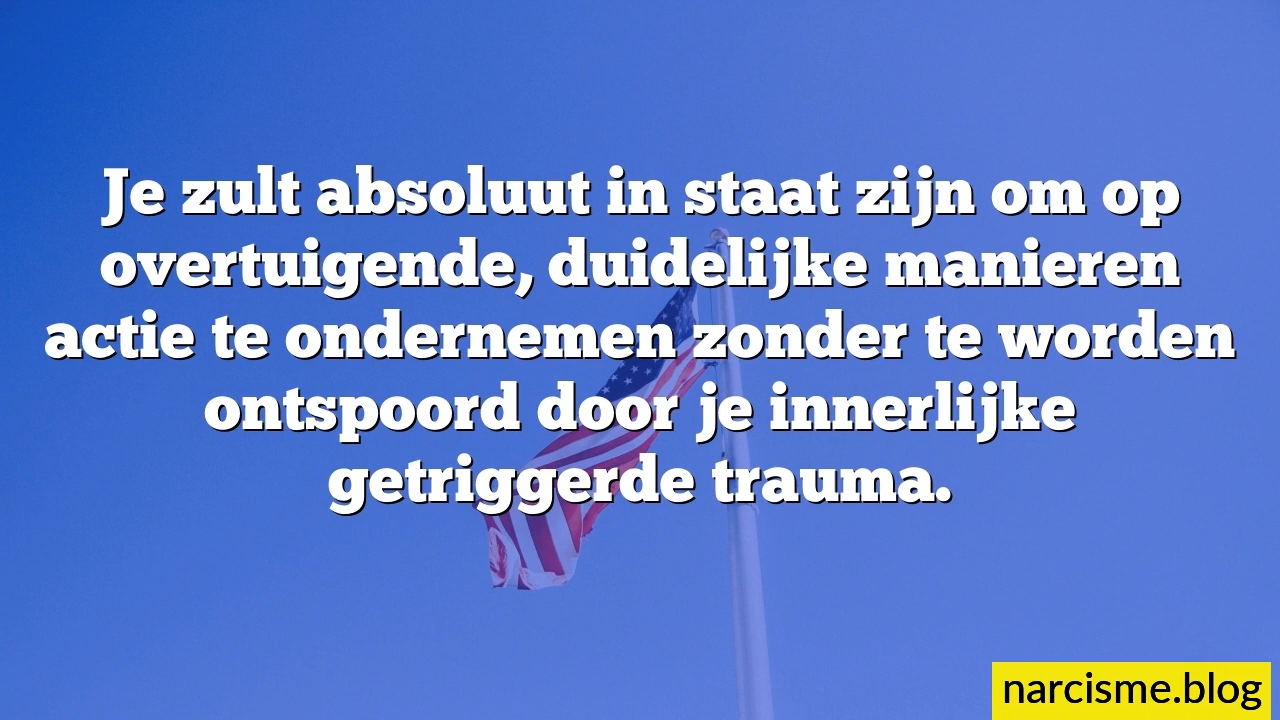 Je zult absoluut in staat zijn om op
overtuigende, duidelijke manieren
actie te ondernemen zonder te worden
ontspoord door je innerlijke
getriggerde trauma.
narcisme.blog